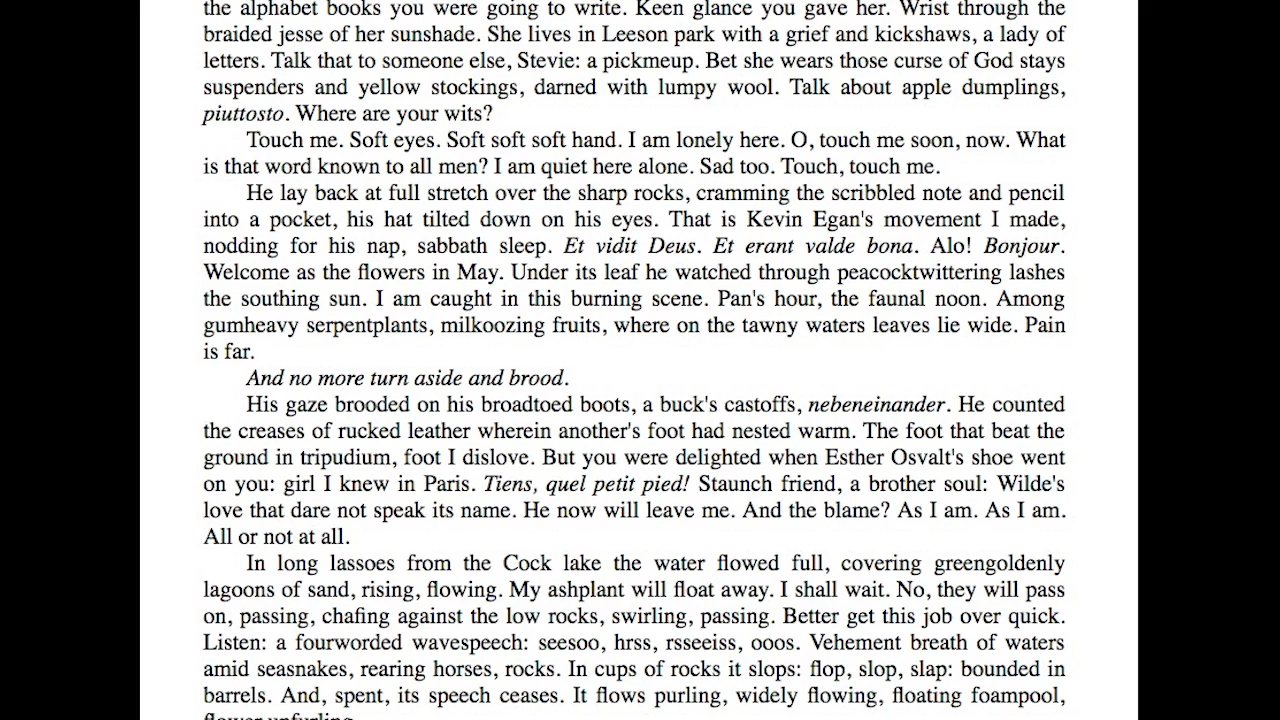 the alphabet books you were going to write. Keen glance you gave her. Wrist through the
braided jesse of her sunshade. She lives in Leeson park with a grief and kickshaws, a lady of
letters. Talk that to someone else, Stevie: a pickmeup. Bet she wears those curse of God stays
suspenders and yellow stockings, darned with lumpy wool. Talk about apple dumplings,
piuttosto. Where are your wits?
Touch me. Soft eyes. Soft soft soft hand. I am lonely here. O, touch me soon, now. What
is that word known to all men? I am quiet here alone. Sad too. Touch, touch me.
He lay back at full stretch over the sharp rocks, cramming the scribbled note and pencil
into a pocket, his hat tilted down on his eyes. That is Kevin Egan's movement I made,
nodding for his nap, sabbath sleep. Et vidit Deus. Et erant valde bona. Alo! Bonjour.
Welcome as the flowers in May. Under its leaf he watched through peacocktwittering lashes
the southing sun. I am caught in this burning scene. Pan's hour, the faunal noon. Among
gumheavy serpentplants, milkoozing fruits, where on the tawny waters leaves lie wide. Pain
is far.
And no more turn aside and brood.
His gaze brooded on his broadtoed boots, a buck's castoffs, nebeneinander. He counted
the creases of rucked leather wherein another's foot had nested warm. The foot that beat the
ground in tripudium, foot I dislove. But you were delighted when Esther Osvalt's shoe went
on you: girl I knew in Paris. Tiens, quel petit pied! Staunch friend, a brother soul: Wilde's
love that dare not speak its name. He now will leave me. And the blame? As I am. As I am.
All or not at all.
In long lassoes from the Cock lake the water flowed full, covering greengoldenly
lagoons of sand, rising, flowing. My ashplant will float away. I shall wait. No, they will pass
on, passing, chafing against the low rocks, swirling, passing. Better get this job over quick.
Listen: a fourworded wavespeech: seesoo, hrss, rsseeiss, ooos. Vehement breath of waters
amid seasnakes, rearing horses, rocks. In cups of rocks it slops: flop, slop, slap: bounded in
barrels. And, spent, its speech ceases. It flows purling, widely flowing, floating foampool,
flower unfurling.